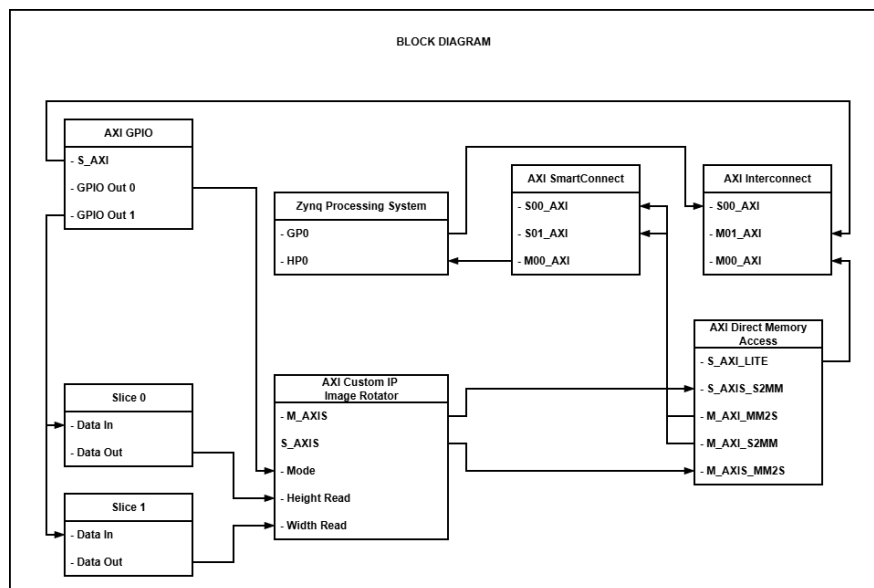 BLOCK DIAGRAM
AXI GPIO
- S_AXI
- GPIO Out 0
- GPIO Out 1
Zynq Processing System
- GP0
- HP0
AXI SmartConnect
- S00_AXI
- S01_AXI
- M00_AXI
AXI Interconnect
- S00_AXI
- M01_AXI
- M00_AXI
Slice 0
- Data In
- Data Out
Slice 1
- Data In
- Data Out
AXI Custom IP
Image Rotator
- M_AXIS
S_AXIS
- Mode
- Height Read
- Width Read
AXI Direct Memory
Access
- S_AXI_LITE
- S_AXIS_S2MM
- M_AXI_MM2S
- M_AXI_S2MM
- M_AXIS_MM2S